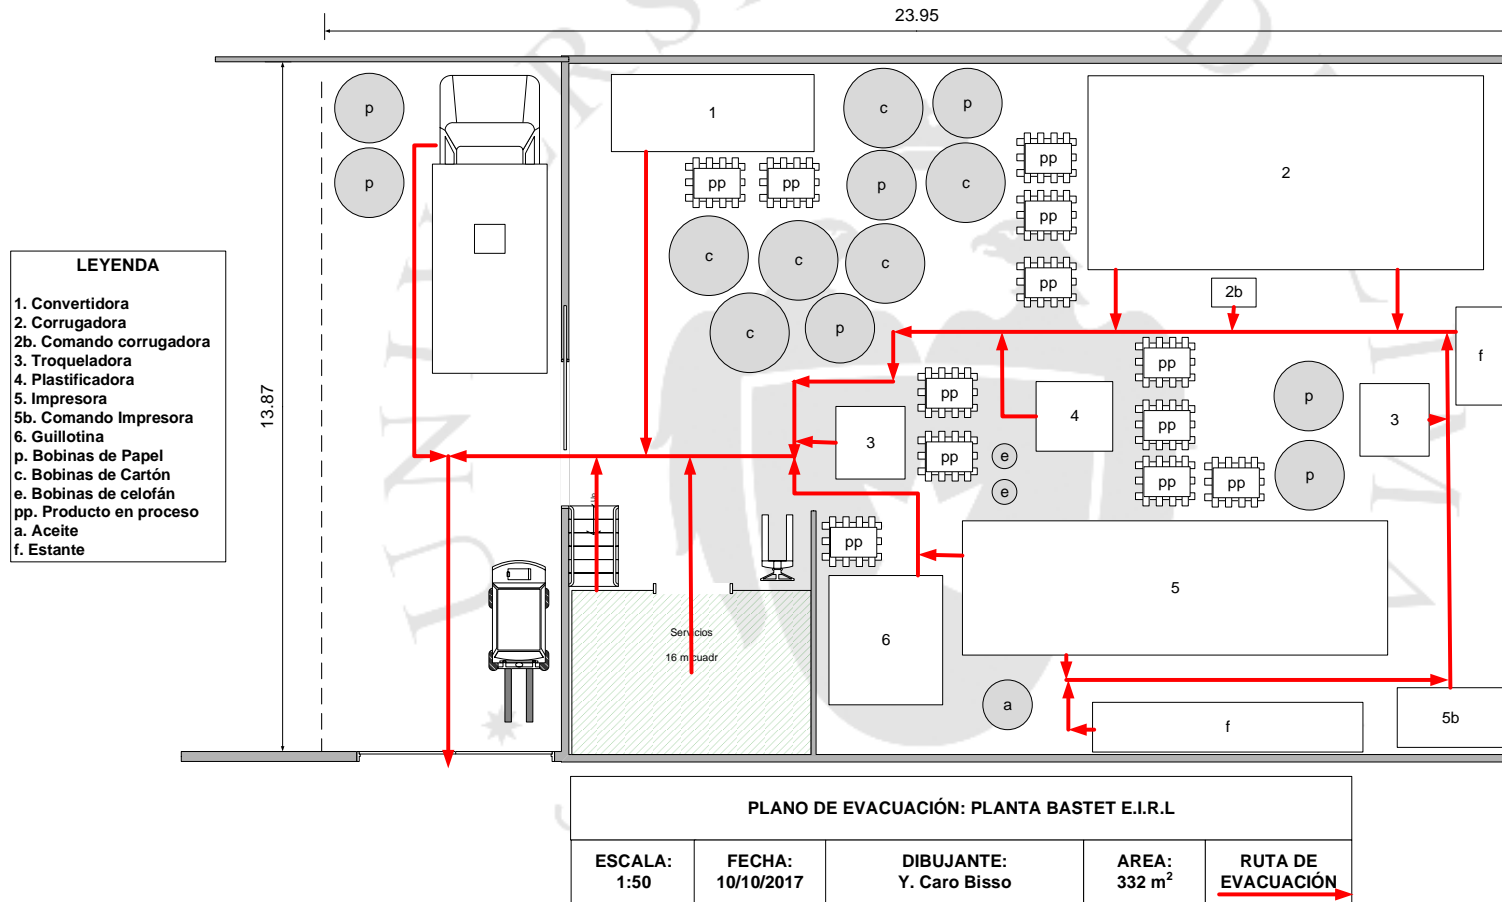 23.95
13.87
LEYENDA
1. Convertidora
2. Corrugadora
2b. Comando corrugadora
3. Troqueladora
4. Plastificadora
5. Impresora
5b. Comando Impresora
6. Guillotina
p. Bobinas de Papel
c. Bobinas de Cartón
e. Bobinas de celofán
pp. Producto en proceso
a. Aceite
f. Estante
p
p
1
c
p
2
pp
pp
pp
p
c
pp
c
c
c
pp
2b
c
p
f
pp
pp
p
4
3
3
pp
pp
e
pp
pp
p
e
pp
5
Servicios
6
16 m cuadr
a
f
5b
PLANO DE EVACUACIÓN: PLANTA BASTET E.I.R.L
ESCALA:
1:50
FECHA:
10/10/2017
DIBUJANTE:
Y. Caro Bisso
AREA:
332 m²
RUTA DE
EVACUACIÓN